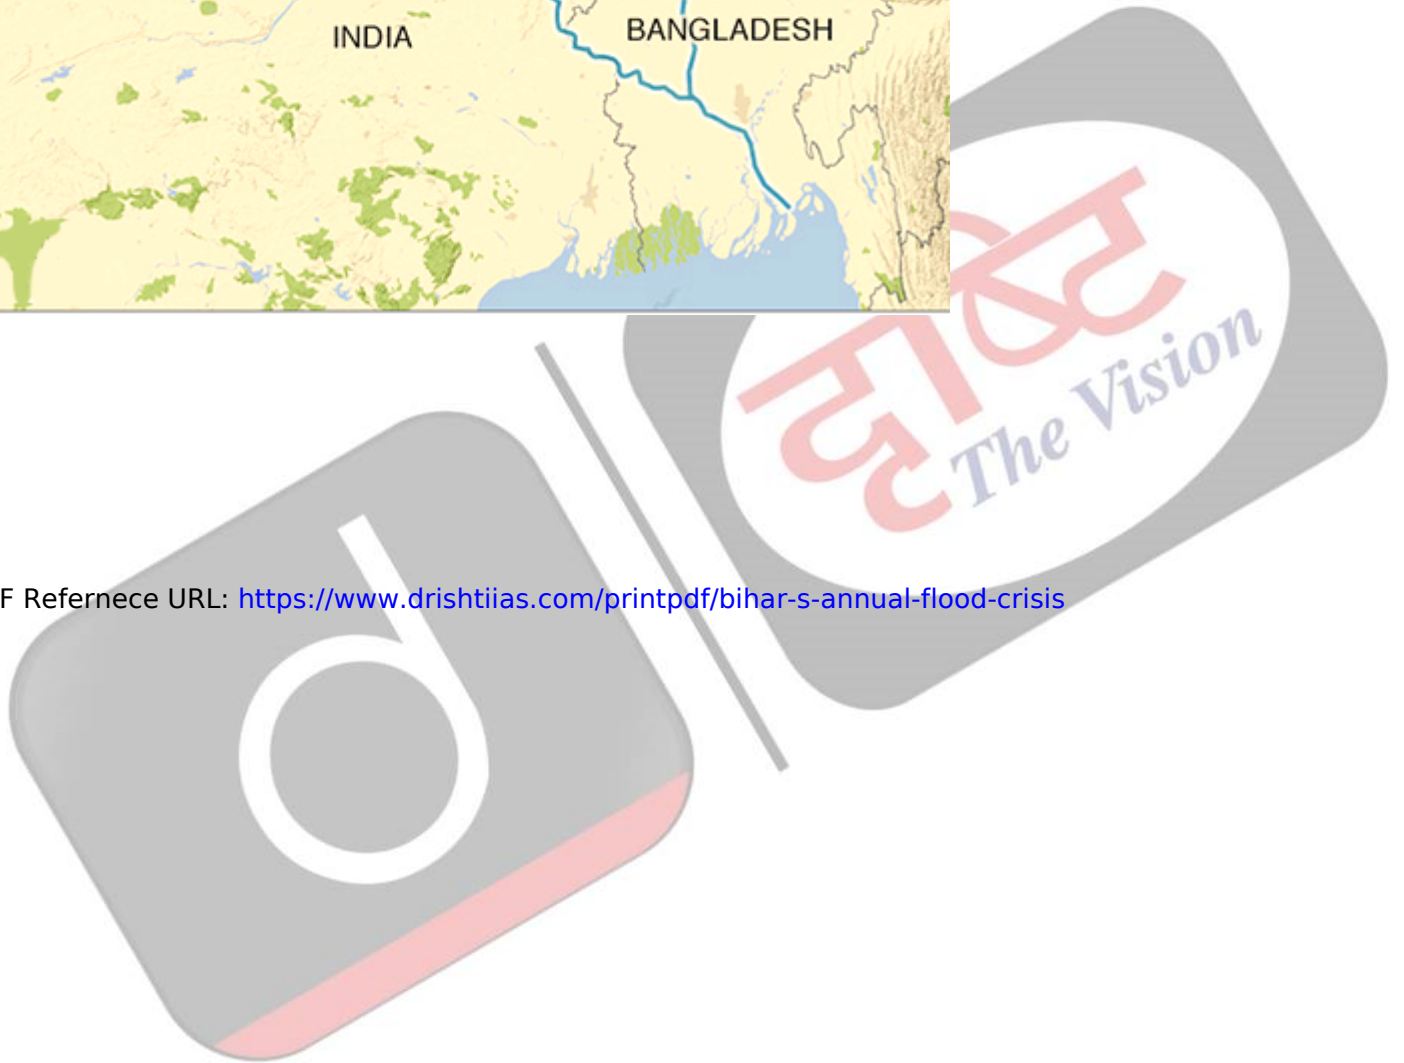 INDIA
BANGLADESH
दृष्टि
The Vision
F Refernece URL: https://www.drishtiias.com/printpdf/bihar-s-annual-flood-crisis
d